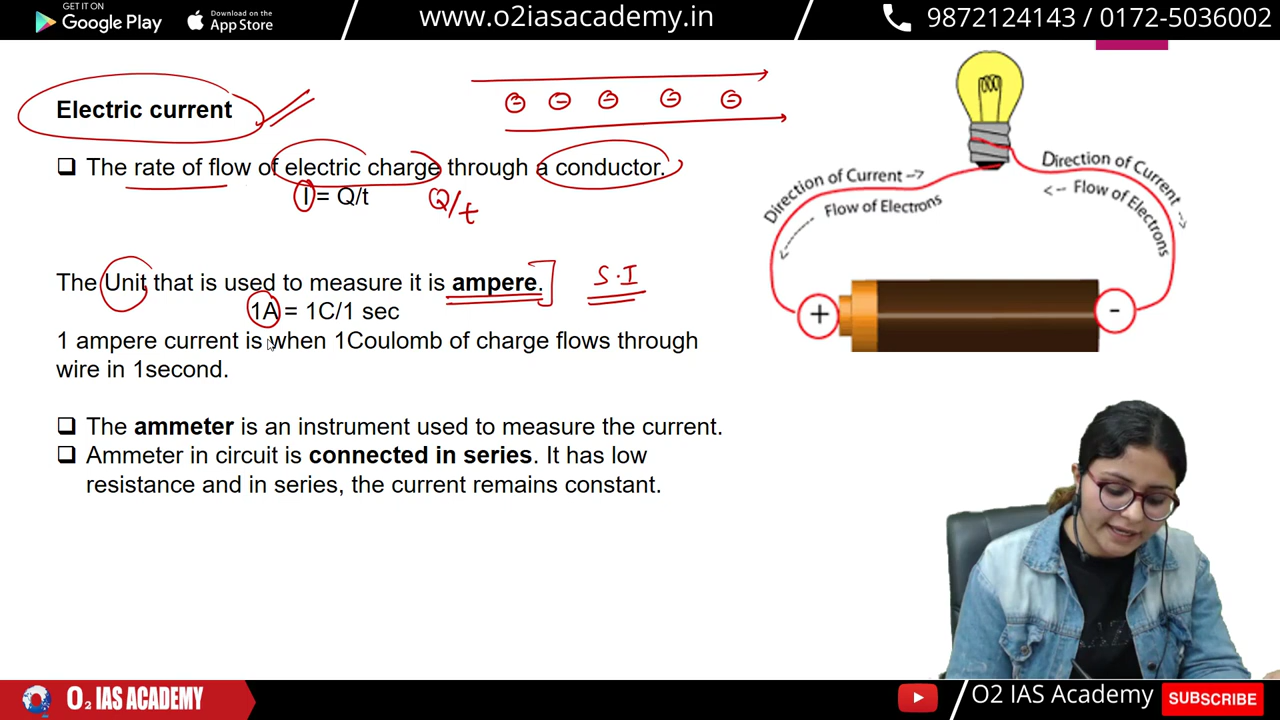 GET IT ON
Google Play
Download on the
App Store
www.o2iasacademy.in
9872124143 / 0172-5036002
Electric current
❑ The rate of flow of electric charge through a conductor.
I = Q/t
Q/t
The Unit that is used to measure it is ampere.
S.I
1A = 1C/1 sec
1 ampere current is when 1Coulomb of charge flows through
wire in 1second.
❑ The ammeter is an instrument used to measure the current.
❑ Ammeter in circuit is connected in series. It has low
resistance and in series, the current remains constant.
Direction of Current
Flow of Electrons
Direction of Current
Flow of Electrons
+
-
O2 IAS ACADEMY
O2 IAS Academy
SUBSCRIBE